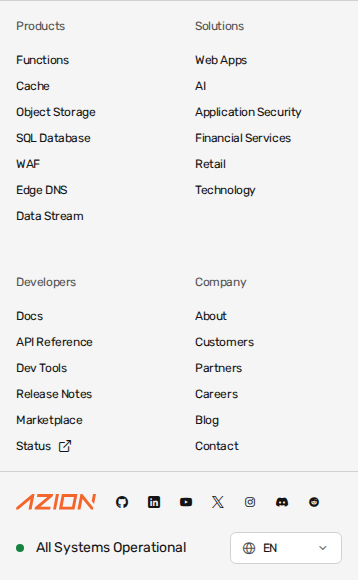 Products
Functions
Cache
Object Storage
SQL Database
WAF
Edge DNS
Data Stream
Solutions
Web Apps
AI
Application Security
Financial Services
Retail
Technology
Developers
Docs
API Reference
Dev Tools
Release Notes
Marketplace
Status
Company
About
Customers
Partners
Careers
Blog
Contact
AZION
All Systems Operational
EN